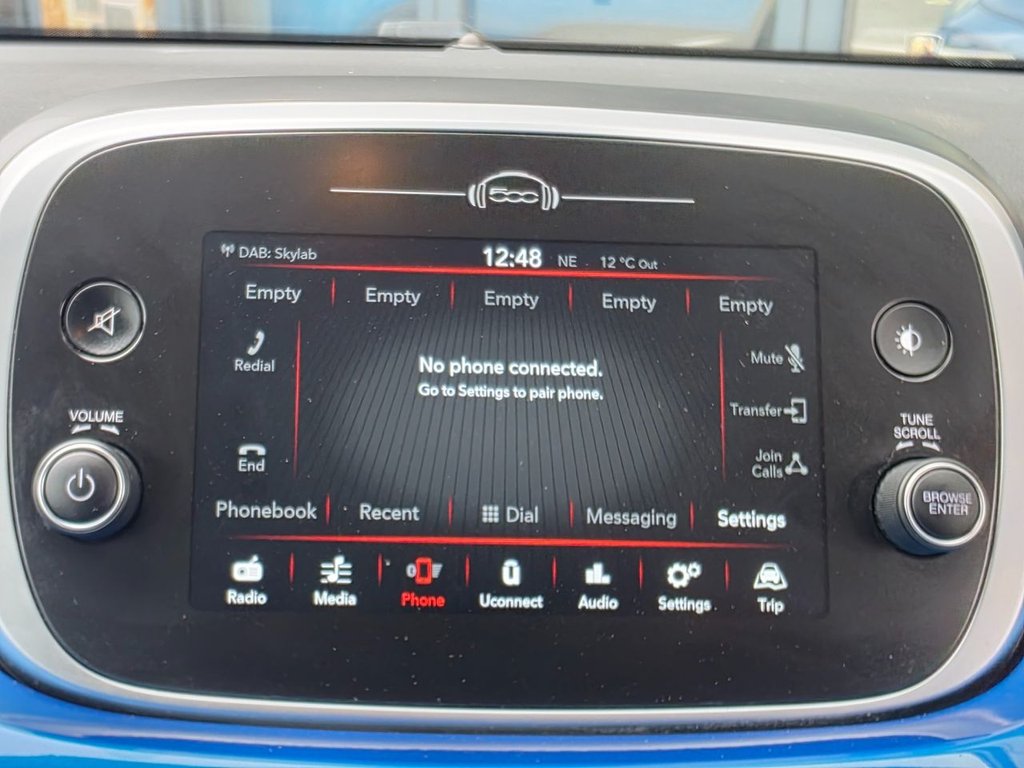 500
DAB: Skylab 12:48 NE 12 °C Out
Empty Empty Empty Empty Empty
Redial
No phone connected.
Go to Settings to pair phone.
Mute
Transfer
VOLUME
TUNE
SCROLL
End
Join
Calls
BROWSE
ENTER
Phonebook Recent Dial Messaging Settings
Radio Media Phone Uconnect Audio Settings Trip